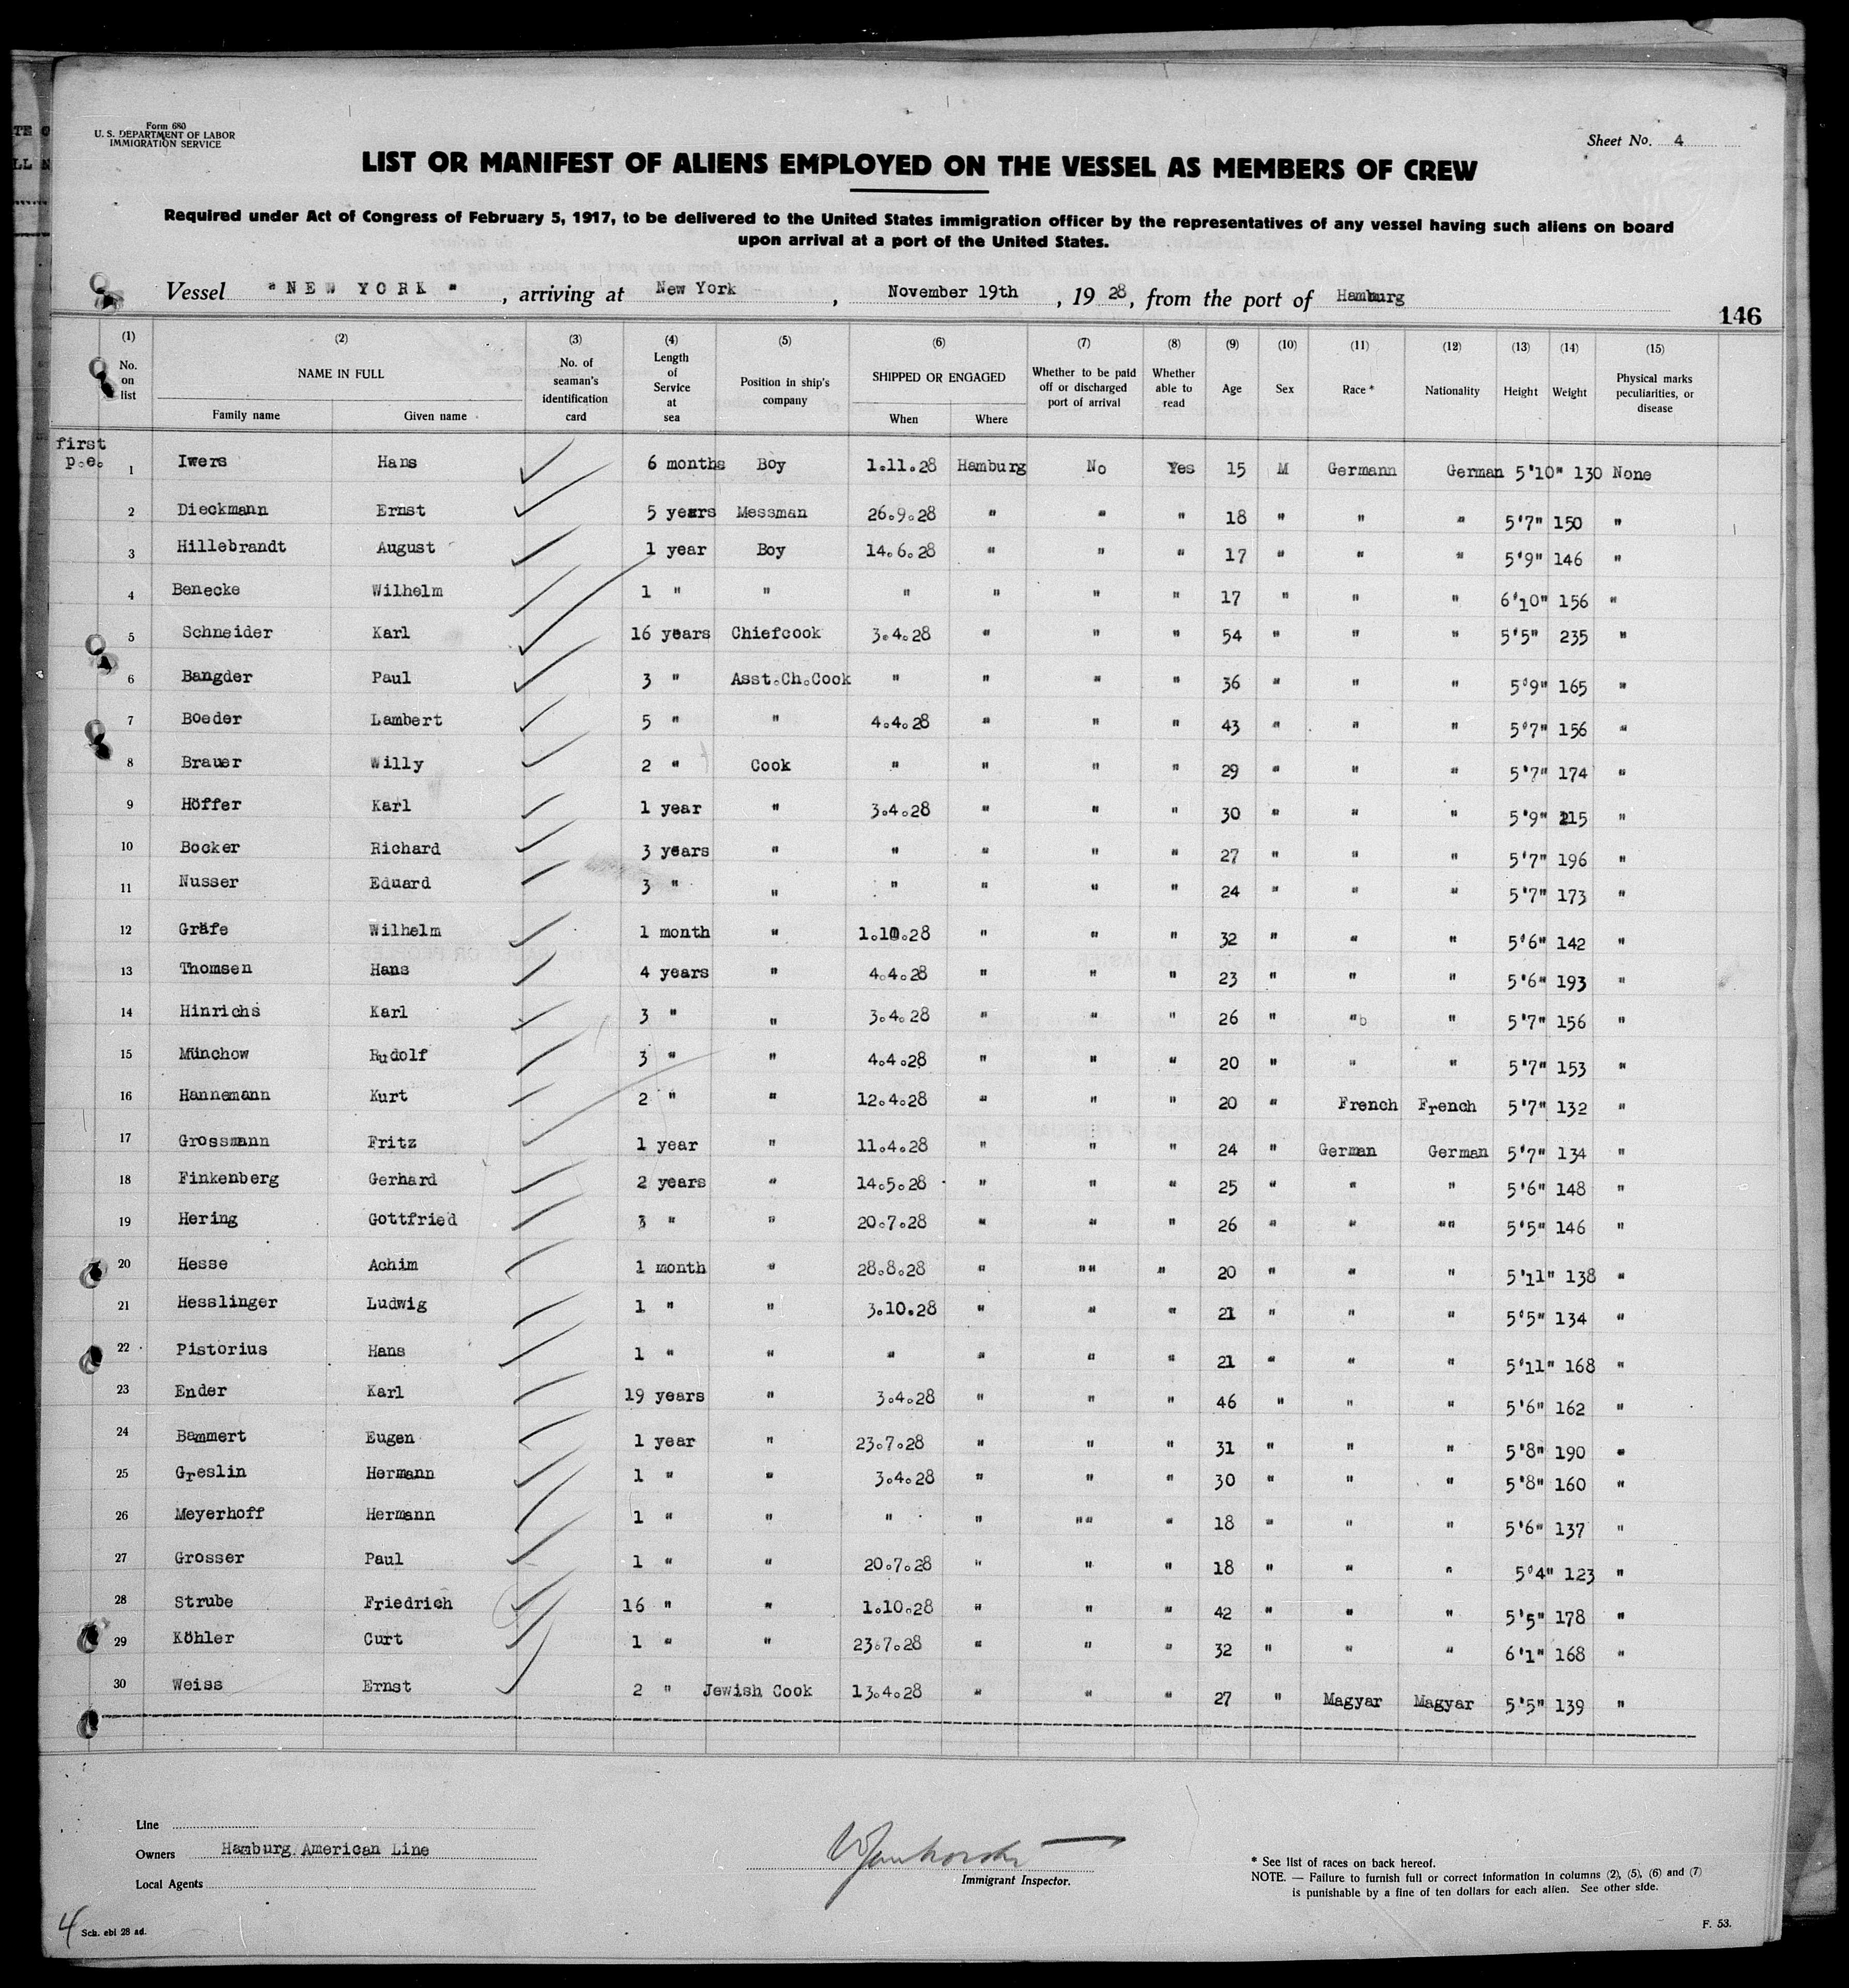 TE O
LL N
Form 680
U. S. DEPARTMENT OF LABOR
IMMIGRATION SERVICE
Sheet No. 4
LIST OR MANIFEST OF ALIENS EMPLOYED ON THE VESSEL AS MEMBERS OF CREW
Required under Act of Congress of February 5, 1917, to be delivered to the United States immigration officer by the representatives of any vessel having such aliens on board
upon arrival at a port of the United States.
Vessel "NEW YORK", arriving at New York, November 19th, 1928, from the port of Hamburg
146
(1) No. on list (2) NAME IN FULL Family name Given name (3) No. of seaman's identification card (4) Length of Service at sea (5) Position in ship's company (6) SHIPPED OR ENGAGED When Where (7) Whether to be paid off or discharged port of arrival (8) Whether able to read (9) Age (10) Sex (11) Race * (12) Nationality (13) Height (14) Weight (15) Physical marks peculiarities, or disease
first
p.e. 1 Iwers Hans 6 months Boy 1.11.28 Hamburg No Yes 15 M Germann German 5'10" 130 None
2 Dieckmann Ernst 5 years Messman 26.9.28 " " " 18 " " " 5'7" 150 "
3 Hillebrandt August 1 year Boy 14.6.28 " " " 17 " " " 5'9" 146 "
4 Benecke Wilhelm 1 " " " " " " 17 " " " 6'10" 156 "
5 Schneider Karl 16 years Chiefcook 3.4.28 " " " 54 " " " 5'5" 235 "
6 Bangder Paul 3 " Asst.Ch.Cook " " " " 36 " " " 5'9" 165 "
7 Boeder Lambert 5 " " 4.4.28 " " " 43 " " " 5'7" 156 "
8 Brauer Willy 2 " Cook " " " " 29 " " " 5'7" 174 "
9 Höffer Karl 1 year " 3.4.28 " " " 30 " " " 5'9" 215 "
10 Bocker Richard 3 years " " " " " 27 " " " 5'7" 196 "
11 Nusser Eduard 3 " " " " " " 24 " " " 5'7" 173 "
12 Gräfe Wilhelm 1 month " 1.10.28 " " " 32 " " " 5'6" 142 "
13 Thomsen Hans 4 years " 4.4.28 " " " 23 " " " 5'6" 193 "
14 Hinrichs Karl 3 " " 3.4.28 " " " 26 " "b " 5'7" 156 "
15 Münchow Rudolf 3 " " 4.4.28 " " " 20 " " " 5'7" 153 "
16 Hannemann Kurt 2 " " 12.4.28 " " " 20 " French French 5'7" 132 "
17 Grossmann Fritz 1 year " 11.4.28 " " " 24 " German German 5'7" 134 "
18 Finkenberg Gerhard 2 years " 14.5.28 " " " 25 " " " 5'6" 148 "
19 Hering Gottfried 3 " " 20.7.28 " " " 26 " " "" 5'5" 146 "
20 Hesse Achim 1 month " 28.8.28 " "" " 20 " " " 5'11" 138 "
21 Hesslinger Ludwig 1 " " 3.10.28 " " " 21 " " " 5'5" 134 "
22 Pistorius Hans 1 " " " " " " 21 " " " 5'11" 168 "
23 Ender Karl 19 years " 3.4.28 " " " 46 " " " 5'6" 162 "
24 Bammert Eugen 1 year " 23.7.28 " " " 31 " " " 5'8" 190 "
25 Greslin Hermann 1 " " 3.4.28 " " " 30 " " " 5'8" 160 "
26 Meyerhoff Hermann 1 " " " " "" " 18 " " " 5'6" 137 "
27 Grosser Paul 1 " " 20.7.28 " " " 18 " " " 5'4" 123 "
28 Strube Friedrich 16 " " 1.10.28 " " " 42 " " " 5'5" 178 "
29 Köhler Curt 1 " " 23.7.28 " " " 32 " " " 6'1" 168 "
30 Weiss Ernst 2 " Jewish Cook 13.4.28 " " " 27 " Magyar Magyar 5'5" 139 "
Line
Owners Hamburg American Line
Local Agents
Immigrant Inspector.
* See list of races on back hereof.
NOTE. — Failure to furnish full or correct information in columns (2), (5), (6) and (7)
is punishable by a fine of ten dollars for each alien. See other side.
4 Sch. ebl 28 ad.
F. 53.